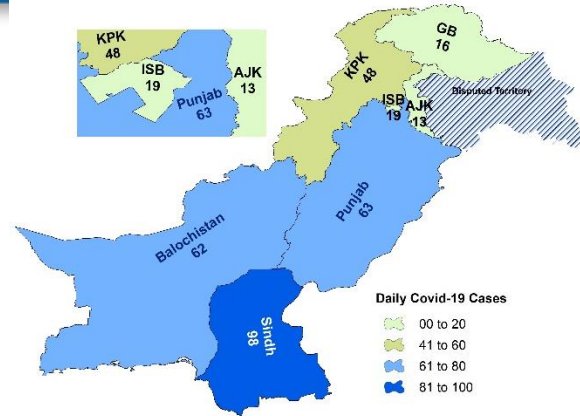 KPK
48
ISB
19
Punjab
63
AJK
13
GB
16
KPK
48
ISB
19
AJK
13
Disputed Territory
Punjab
63
Balochistan
62
Sindh
98
Daily Covid-19 Cases
00 to 20
41 to 60
61 to 80
81 to 100